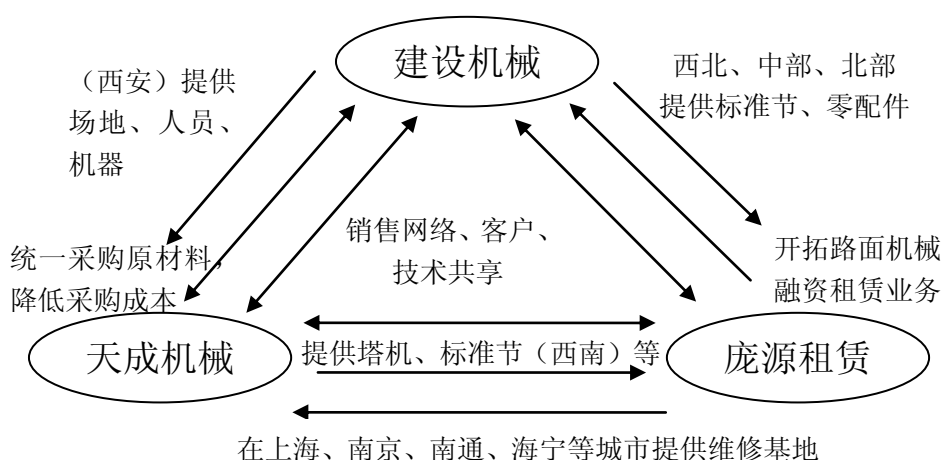 建设机械
（西安）提供
场地、人员、
机器
西北、中部、北部
提供标准节、零配件
销售网络、客户、
技术共享
统一采购原材料，
降低采购成本
开拓路面机械
融资租赁业务
天成机械
提供塔机、标准节（西南）等
庞源租赁
在上海、南京、南通、海宁等城市提供维修基地